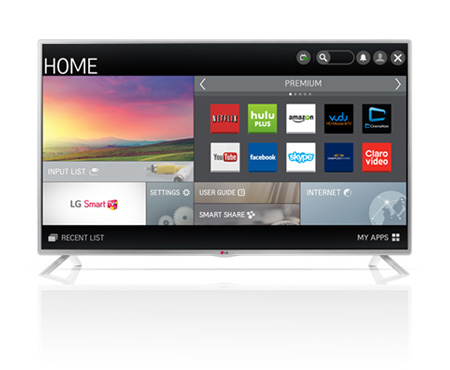 HOME
PREMIUM
NETFLIX
hulu PLUS
amazon
vudu
CinemaNow
YouTube
facebook
skype
Claro video
INPUT LIST
LG Smart TV
SETTINGS
USER GUIDE
SMART SHARE
INTERNET
RECENT LIST
MY APPS
LG